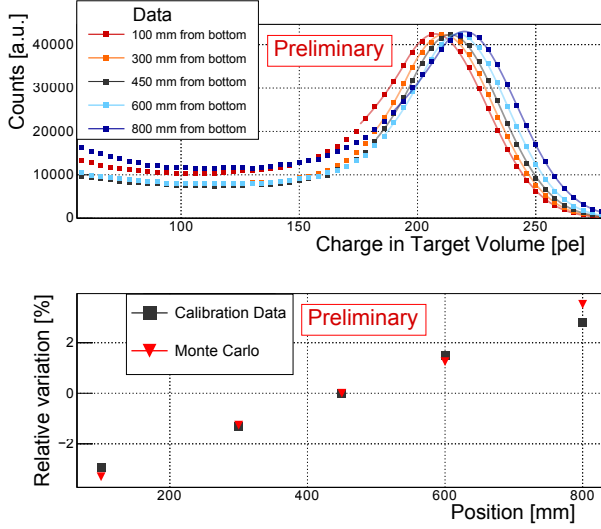 Data
100 mm from bottom
300 mm from bottom
450 mm from bottom
600 mm from bottom
800 mm from bottom
Preliminary
Counts [a.u.]
40000
30000
20000
10000
0
100
150
200
250
Charge in Target Volume [pe]
Calibration Data
Monte Carlo
Preliminary
Relative variation [%]
2
0
−2
200
400
600
800
Position [mm]